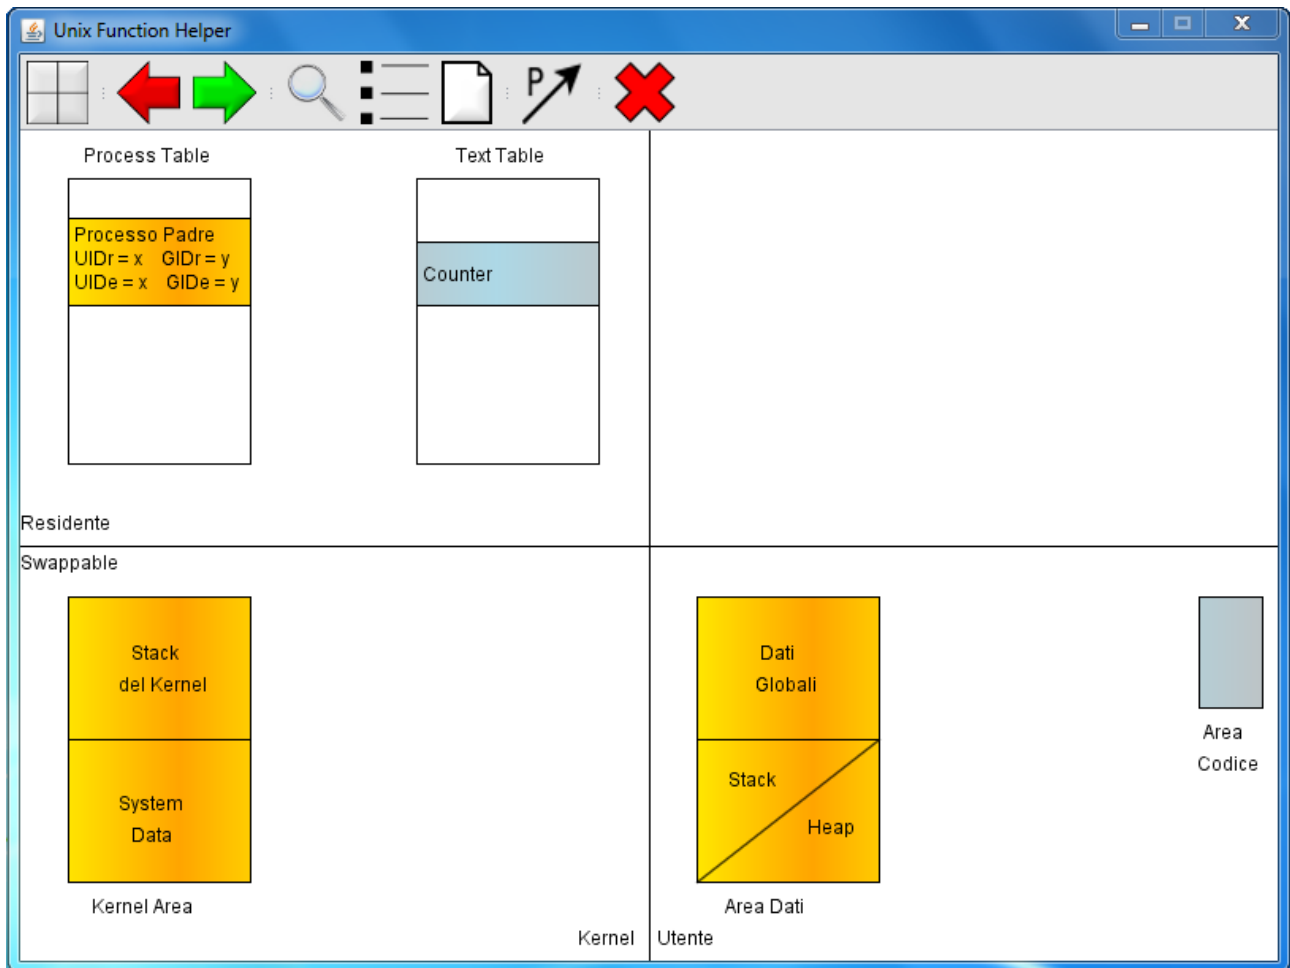 Unix Function Helper
P
Process Table
Text Table
Processo Padre
UIDr = x GIDr = y
UIDe = x GIDe = y
Counter
Residente
Swappable
Stack
del Kernel
System
Data
Kernel Area
Kernel
Dati
Globali
Stack
Heap
Area Dati
Utente
Area
Codice